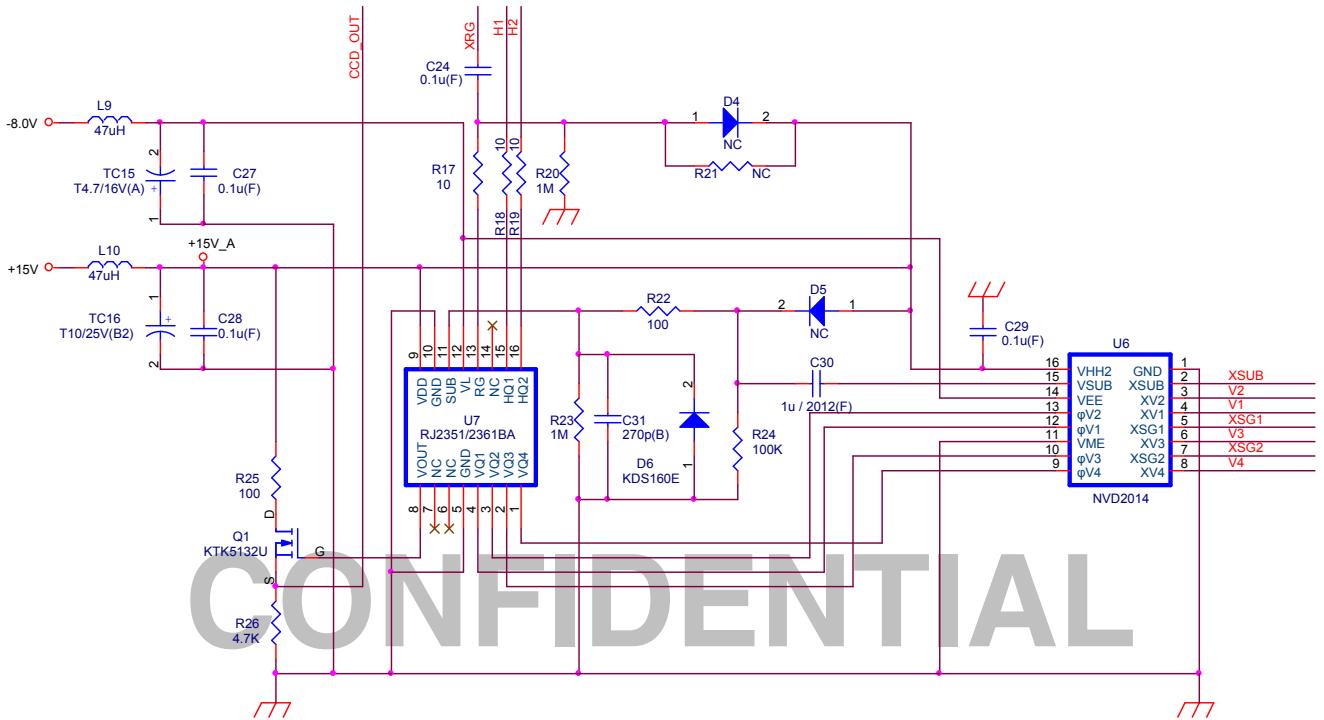 CCD_OUT
XRG
H1
H2
C24
0.1u(F)
-8.0V
L9
47uH
2
TC15
T4.7/16V(A)
+
1
C27
0.1u(F)
R17
10
10
10
R18
R19
R20
1M
1
D4
2
NC
R21
NC
+15V
L10
47uH
+15V_A
1
TC16
T10/25V(B2)
+
2
C28
0.1u(F)
R22
100
2
D5
1
NC
C29
0.1u(F)
C30
1u / 2012(F)
9
10
11
12
13
14
15
16
VDD
GND
SUB
VL
RG
NC
HQ1
HQ2
U7
RJ2351/2361BA
VOUT
NC
NC
GND
VQ1
VQ2
VQ3
VQ4
8
7
6
5
4
3
2
1
R23
1M
C31
270p(B)
2
D6
KDS160E
1
R24
100K
U6
16
VHH2
GND
1
15
VSUB
XSUB
2
XSUB
14
VEE
XV2
3
V2
13
φV2
XV1
4
V1
12
φV1
XSG1
5
XSG1
11
VME
XV3
6
V3
10
φV3
XSG2
7
XSG2
9
φV4
XV4
8
V4
NVD2014
R25
100
D
Q1
KTK5132U
G
S
R26
4.7K
CONFIDENTIAL